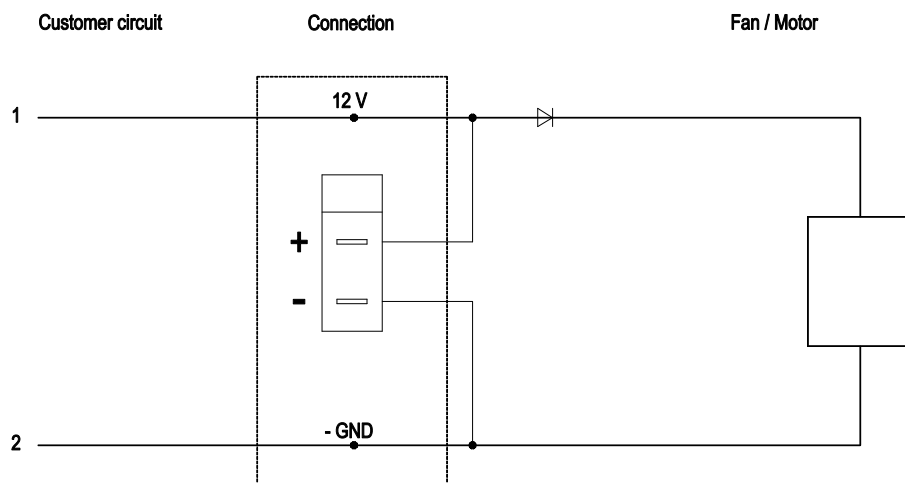 Customer circuit Connection Fan / Motor
12 V
1
+
-
- GND
2